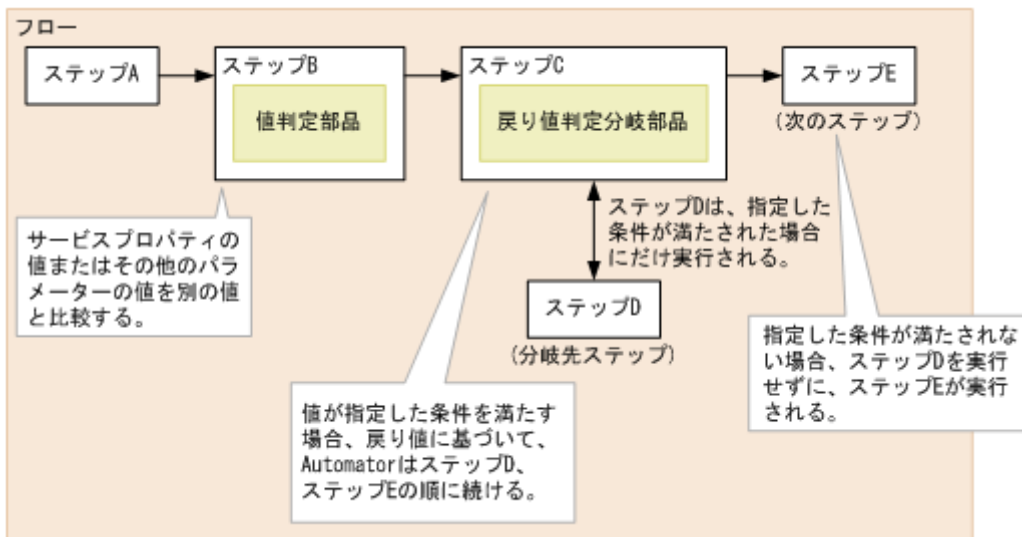 フロー
ステップA
ステップB
値判定部品
ステップC
戻り値判定分岐部品
ステップE
(次のステップ)
サービスプロパティの
値またはその他のパラ
メーターの値を別の値
と比較する。
ステップDは、指定した
条件が満たされた場合
にだけ実行される。
ステップD
(分岐先ステップ)
値が指定した条件を満たす
場合、戻り値に基づいて、
AutomatorはステップD、
ステップEの順に続ける。
指定した条件が満たされな
い場合、ステップDを実行
せずに、ステップEが実行
される。